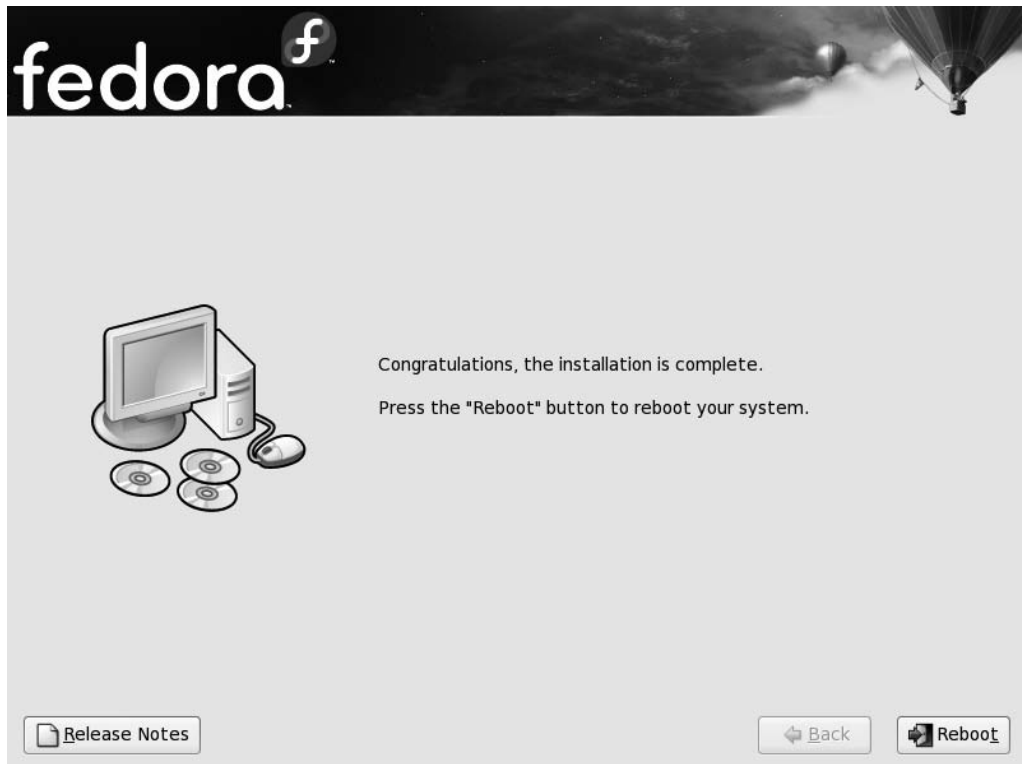 fedora
Congratulations, the installation is complete.
Press the "Reboot" button to reboot your system.
Release Notes
Back
Reboot